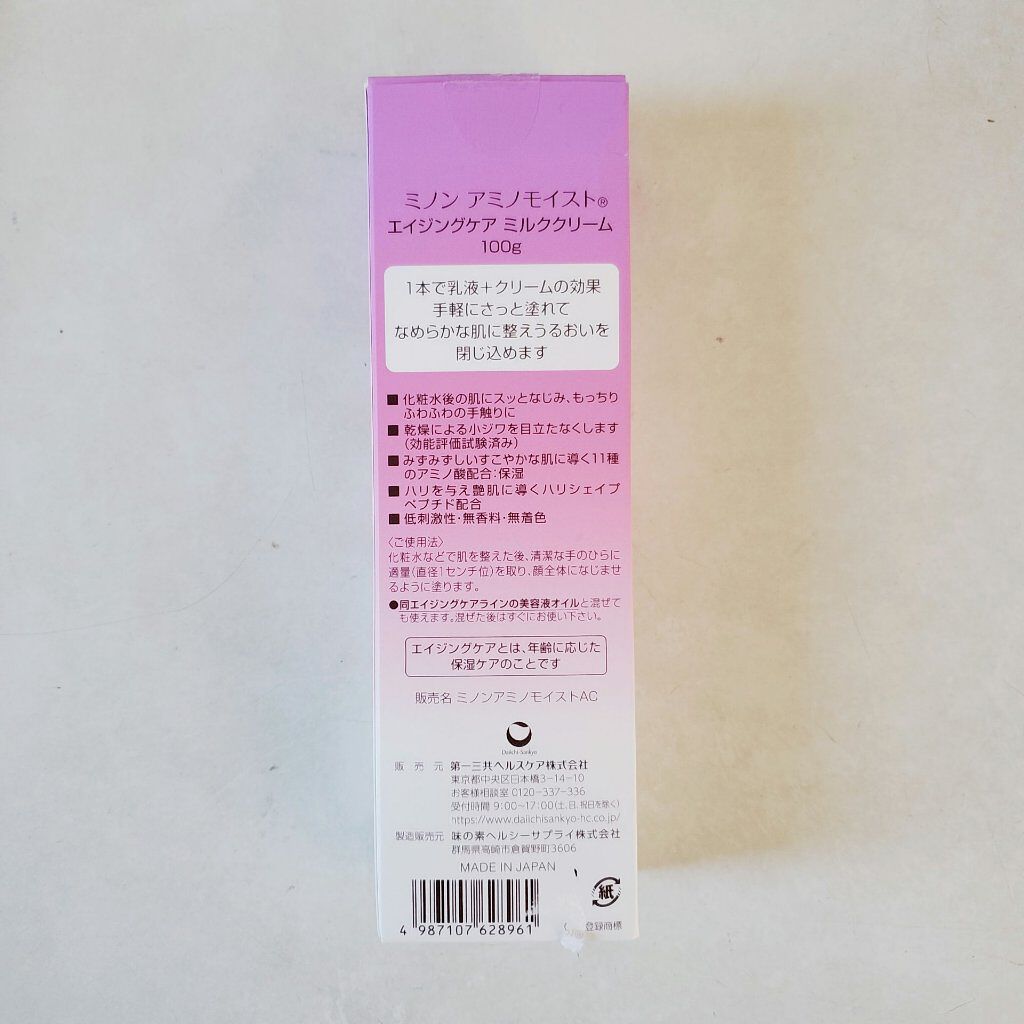 ミノン アミノモイスト®
エイジングケア ミルククリーム
100g
1本で乳液+クリームの効果
手軽にさっと塗れて
なめらかな肌に整えうるおいを
閉じ込めます
■ 化粧水後の肌にスッとなじみ、もっちり
ふわふわの手触りに
■ 乾燥による小ジワを目立たなくします
(効能評価試験済み)
■ みずみずしいすこやかな肌に導く11種
のアミノ酸配合:保湿
■ ハリを与え艶肌に導くハリシェイプ
ペプチド配合
■ 低刺激性・無香料・無着色
〈ご使用法〉
化粧水などで肌を整えた後、清潔な手のひらに
適量(直径1センチ位)を取り、顔全体になじませ
るように塗ります。
●同エイジングケアラインの美容液オイルと混ぜて
も使えます。混ぜた後はすぐにお使い下さい。
エイジングケアとは、年齢に応じた
保湿ケアのことです
販売名 ミノンアミノモイストAC
Daiichi-Sankyo
販売元 第一三共ヘルスケア株式会社
東京都中央区日本橋3-14-10
お客様相談室 0120-337-336
受付時間 9:00~17:00(土、日、祝日を除く)
https://www.daiichisankyo-hc.co.jp/
製造販売元 味の素ヘルシーサプライ株式会社
群馬県高崎市倉賀野町3606
MADE IN JAPAN
紙
4 987107 628961
登録商標